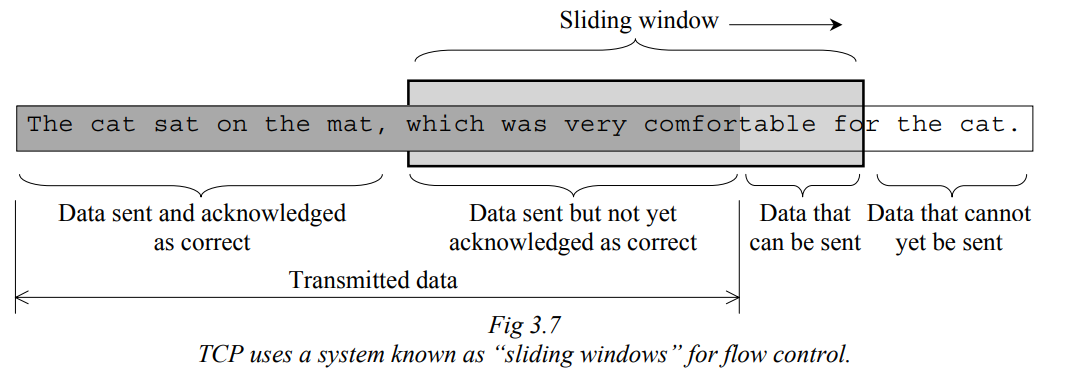 Sliding window
The cat sat on the mat, which was very comfortable for the cat.
Data sent and acknowledged
as correct
Data sent but not yet
acknowledged as correct
Data that
can be sent
Data that cannot
yet be sent
Transmitted data
Fig 3.7
TCP uses a system known as “sliding windows” for flow control.